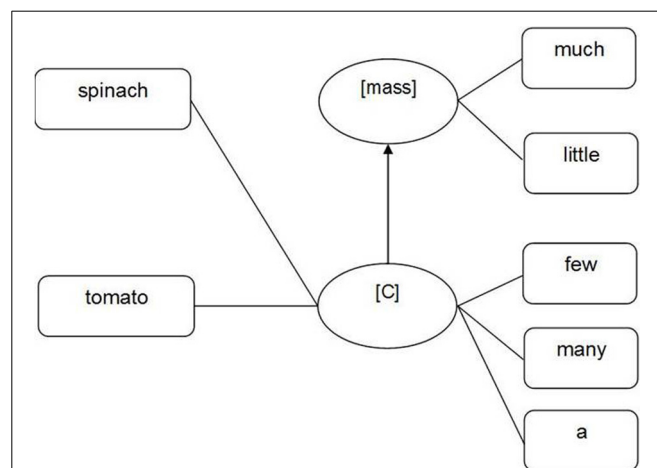 spinach
tomato
[mass]
[C]
much
little
few
many
a